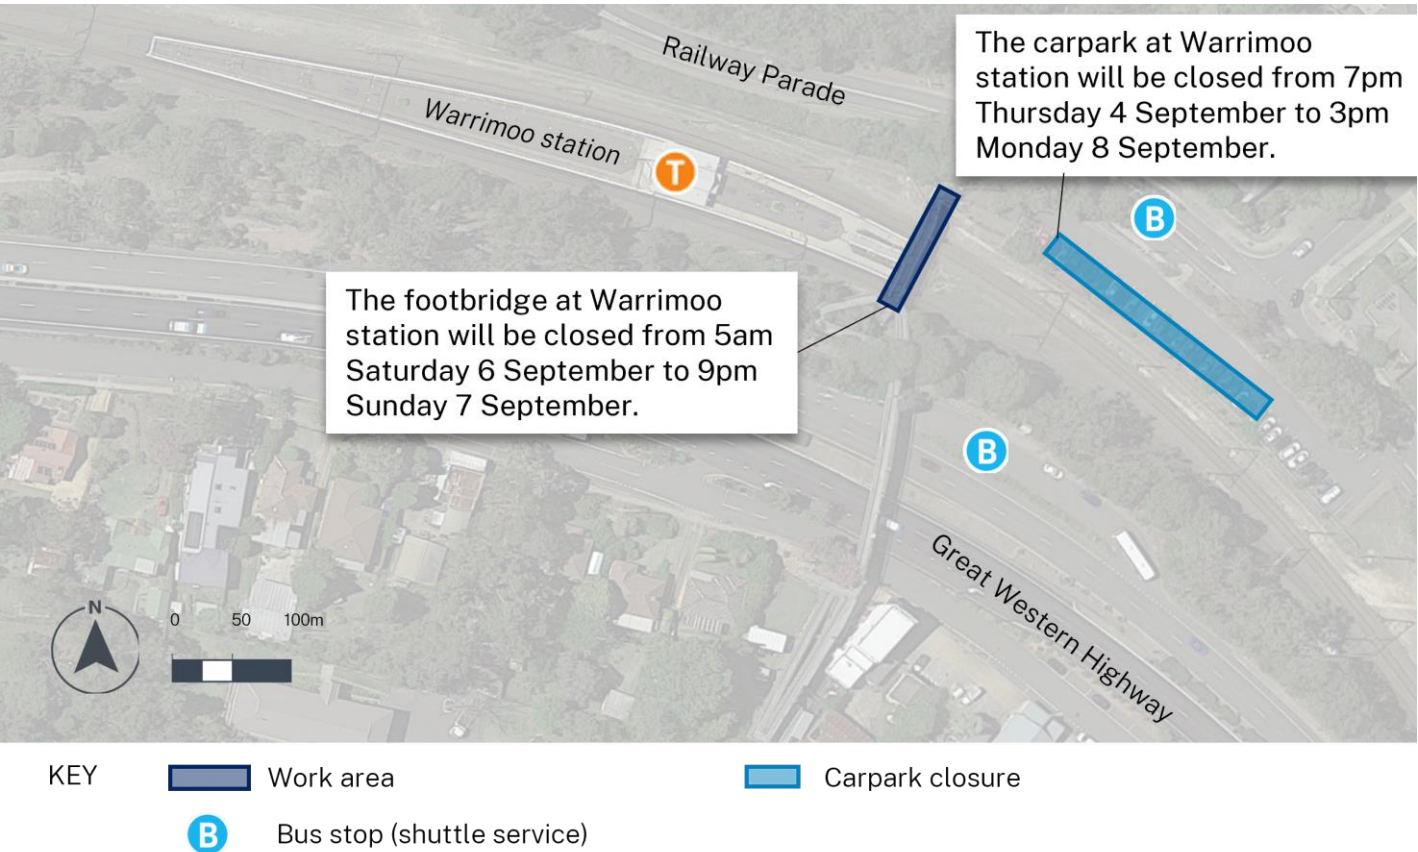 Railway Parade
The carpark at Warrimoo
station will be closed from 7pm
Thursday 4 September to 3pm
Monday 8 September.
Warrimoo station
T
B
The footbridge at Warrimoo
station will be closed from 5am
Saturday 6 September to 9pm
Sunday 7 September.
B
Great Western Highway
N
0 50 100m
KEY
Work area
Carpark closure
B
Bus stop (shuttle service)